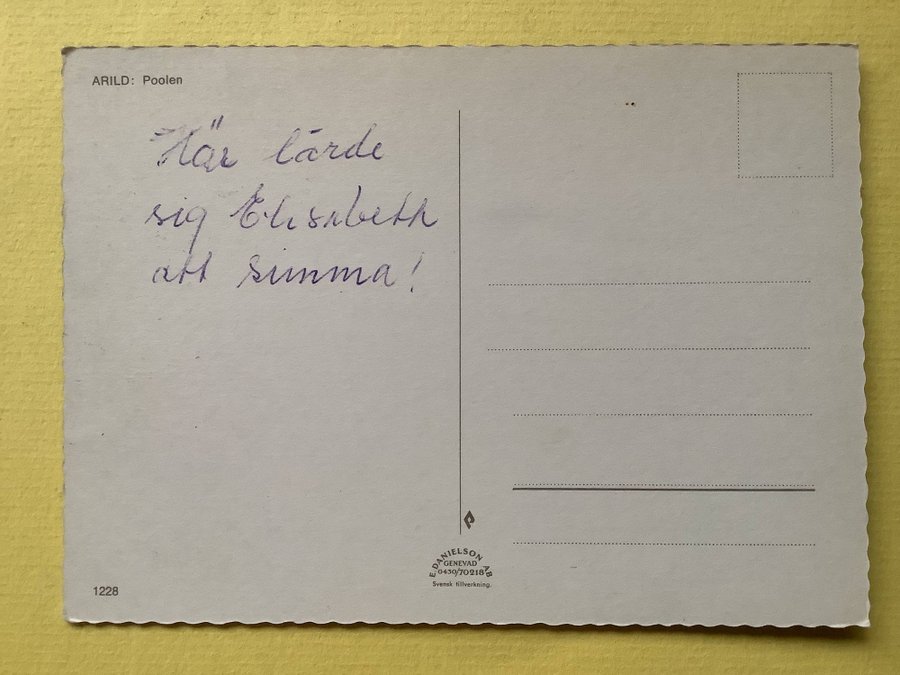 ARILD: Poolen
Här lärde
sig Elisabeth
att simma!
1228
E. DANIELSON AB
GENEVAD
0430/70218
Svensk tillverkning.